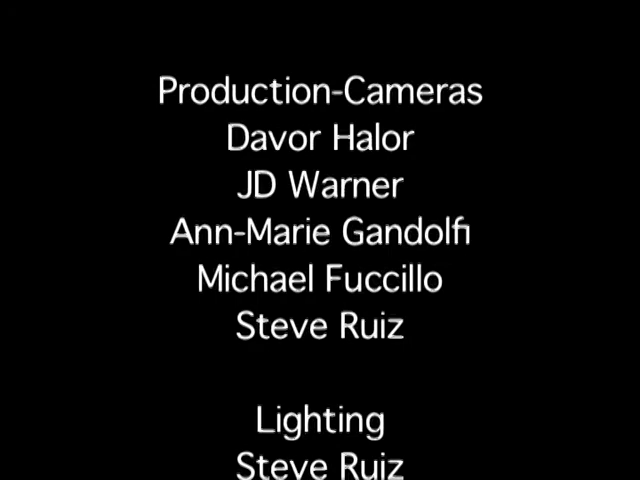 Production-Cameras
Davor Halor
JD Warner
Ann-Marie Gandolfi
Michael Fuccillo
Steve Ruiz
Lighting
Steve Ruiz